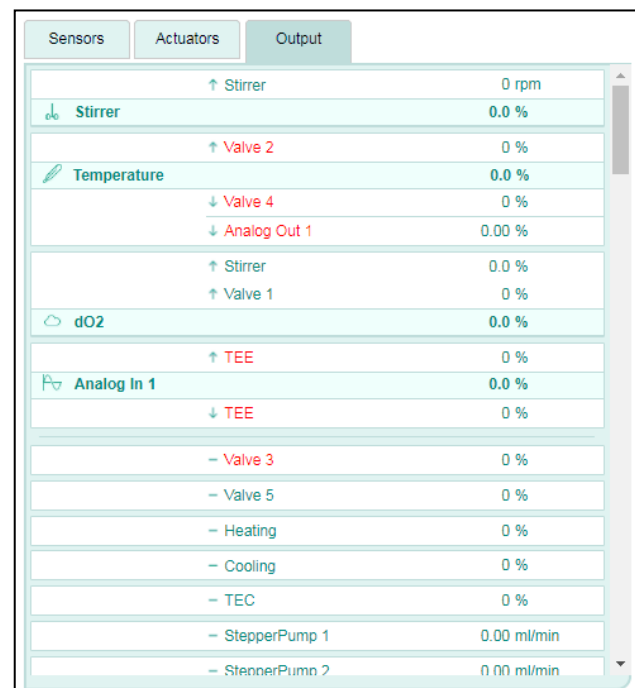 Sensors Actuators Output
↑ Stirrer 0 rpm
Stirrer 0.0 %
↑ Valve 2 0 %
Temperature 0.0 %
↓ Valve 4 0 %
↓ Analog Out 1 0.00 %
↑ Stirrer 0.0 %
↑ Valve 1 0 %
dO2 0.0 %
↑ TEE 0 %
Analog In 1 0.0 %
↓ TEE 0 %
– Valve 3 0 %
– Valve 5 0 %
– Heating 0 %
– Cooling 0 %
– TEC 0 %
– StepperPump 1 0.00 ml/min
– StepperPump 2 0.00 ml/min